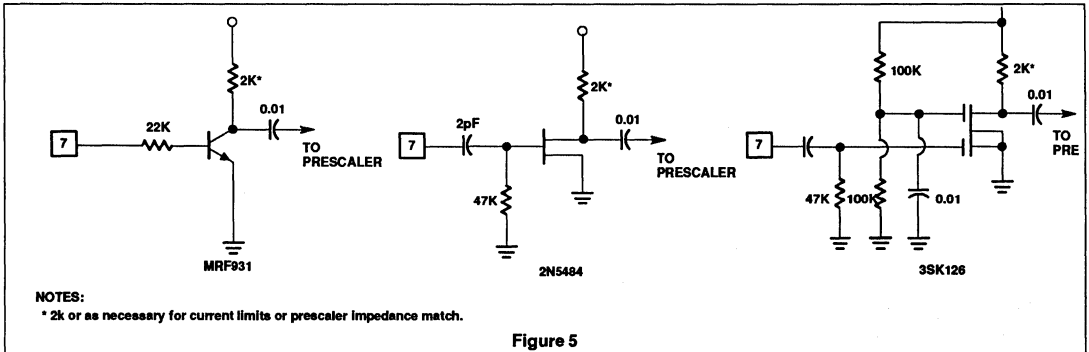 2K*
0.01
22K
7
TO
PRESCALER
MRF931
2K*
0.01
2pF
7
TO
PRESCALER
47K
2N5484
100K
2K*
0.01
7
TO
PRE
47K
100K
0.01
3SK126
NOTES:
* 2k or as necessary for current limits or prescaler impedance match.
Figure 5